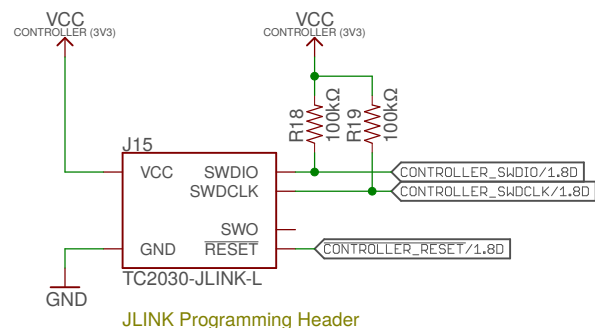 VCC
CONTROLLER (3V3)
VCC
CONTROLLER (3V3)
R18
100kΩ
R19
100kΩ
J15
VCC
SWDIO
CONTROLLER_SWDIO/1.8D
SWDCLK
CONTROLLER_SWDCLK/1.8D
SWO
GND
RESET
CONTROLLER_RESET/1.8D
TC2030-JLINK-L
GND
JLINK Programming Header